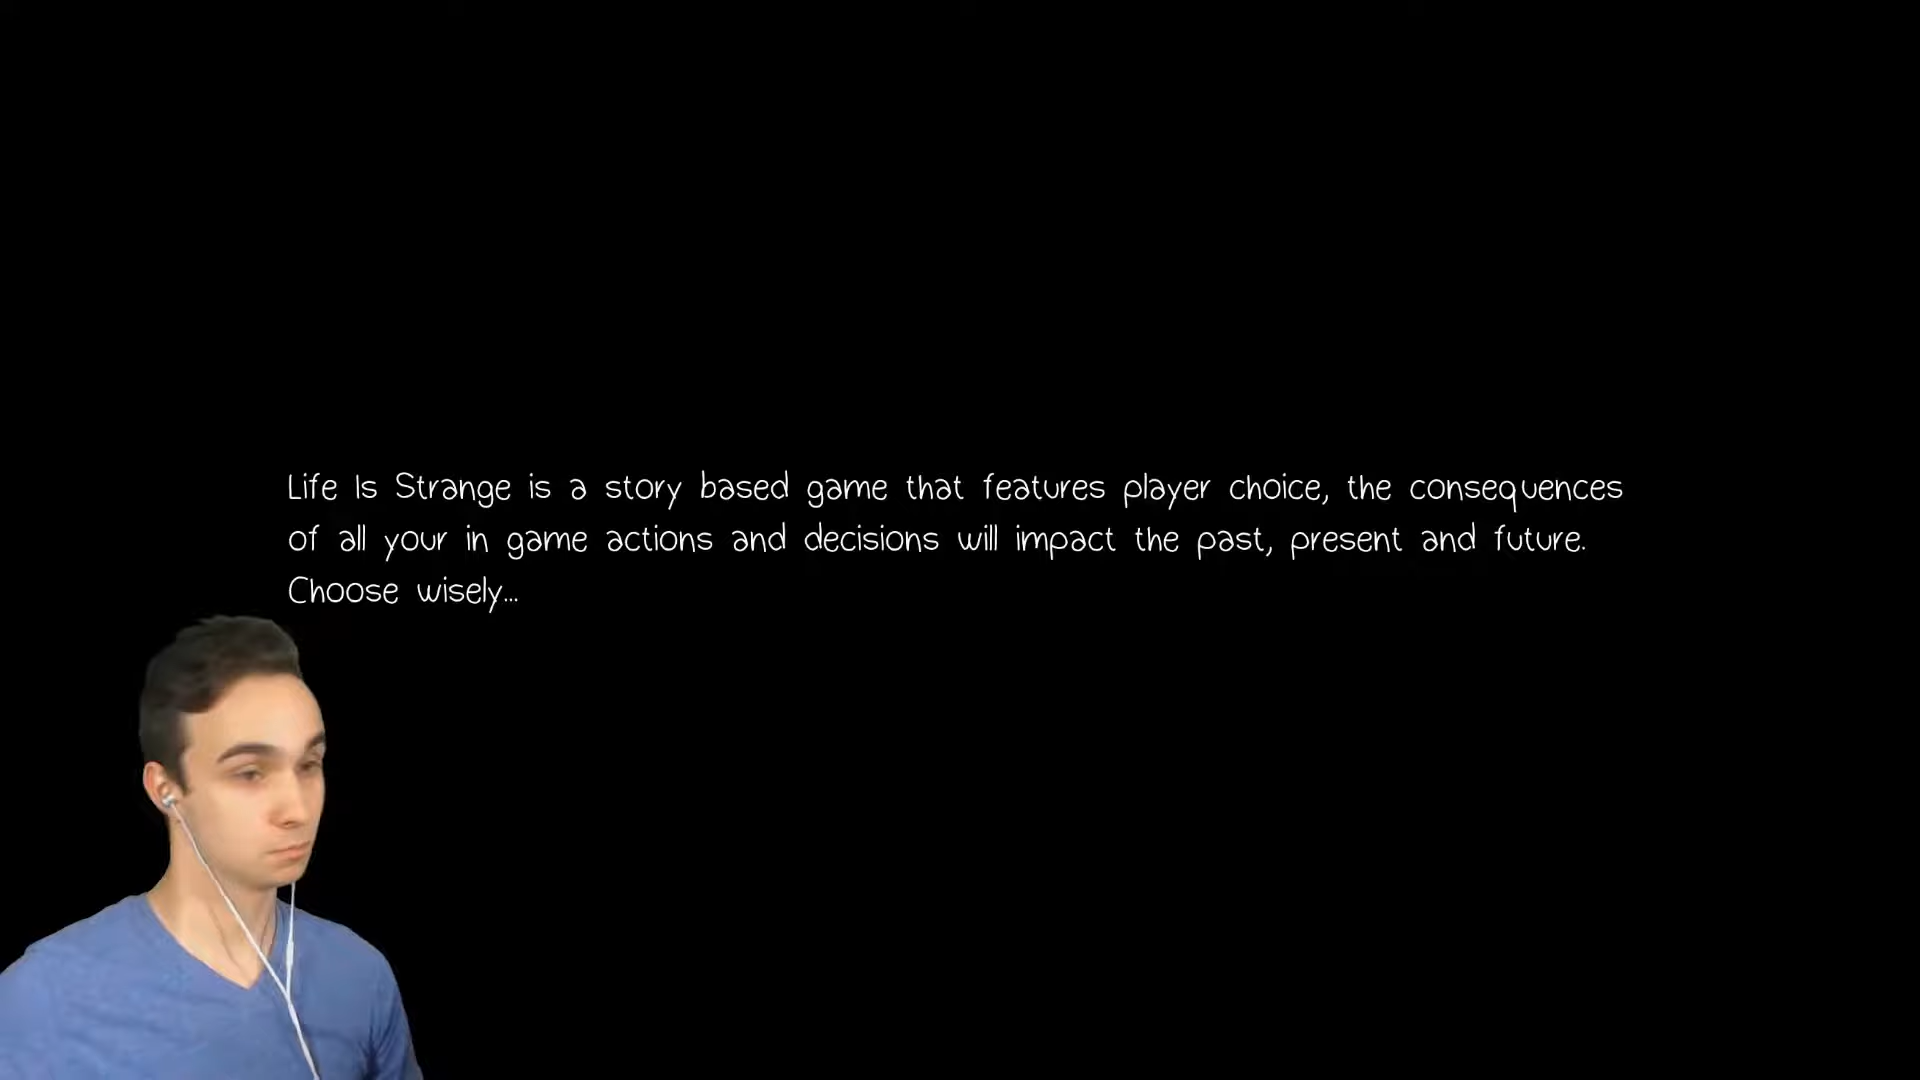 Life Is Strange is a story based game that features player choice, the consequences
of all your in game actions and decisions will impact the past, present and future.
Choose wisely...